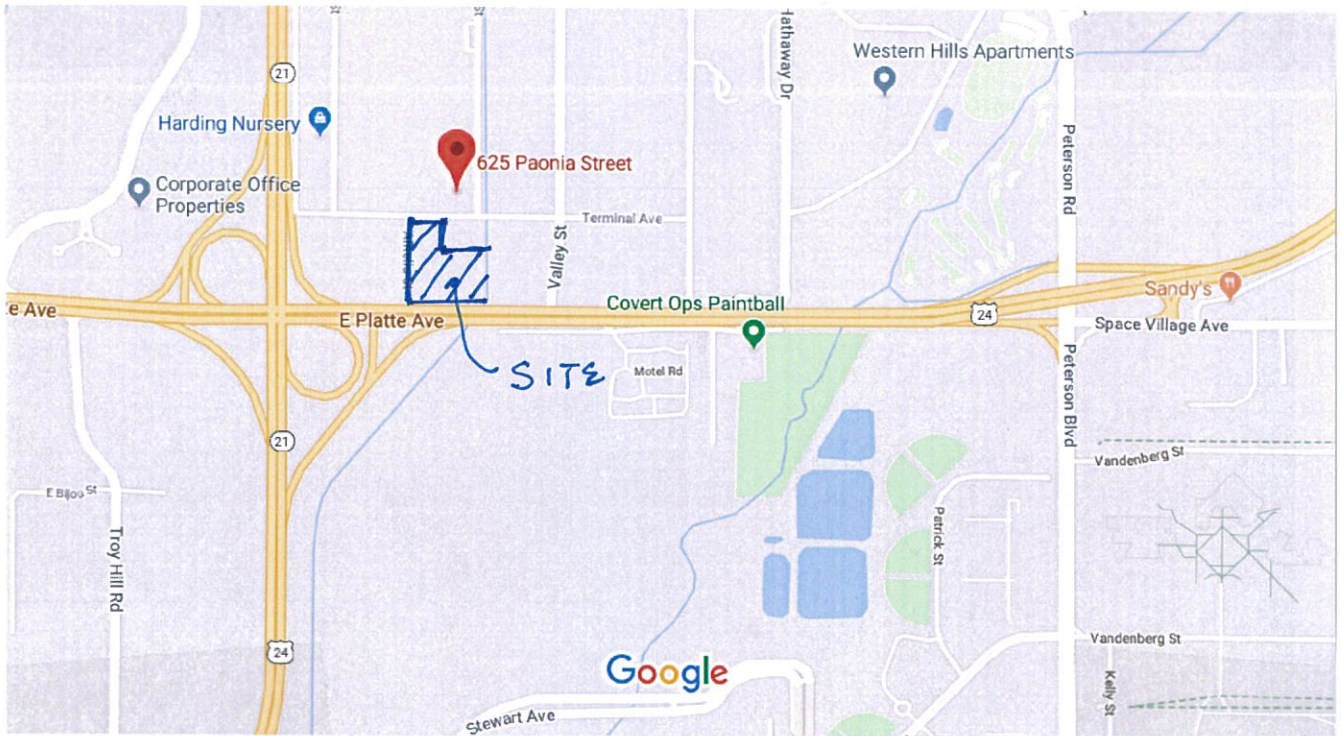 21
Hathaway Dr
Western Hills Apartments
Harding Nursery
Peterson Rd
625 Paonia Street
Corporate Office
Properties
Terminal Ave
Valley St
Sandy's
e Ave
E Platte Ave
Covert Ops Paintball
24
Space Village Ave
SITE
Motel Rd
Peterson Blvd
21
Vandenberg St
E Bijou St
Patrick St
Troy Hill Rd
Vandenberg St
24
Google
Kelly St
Stewart Ave